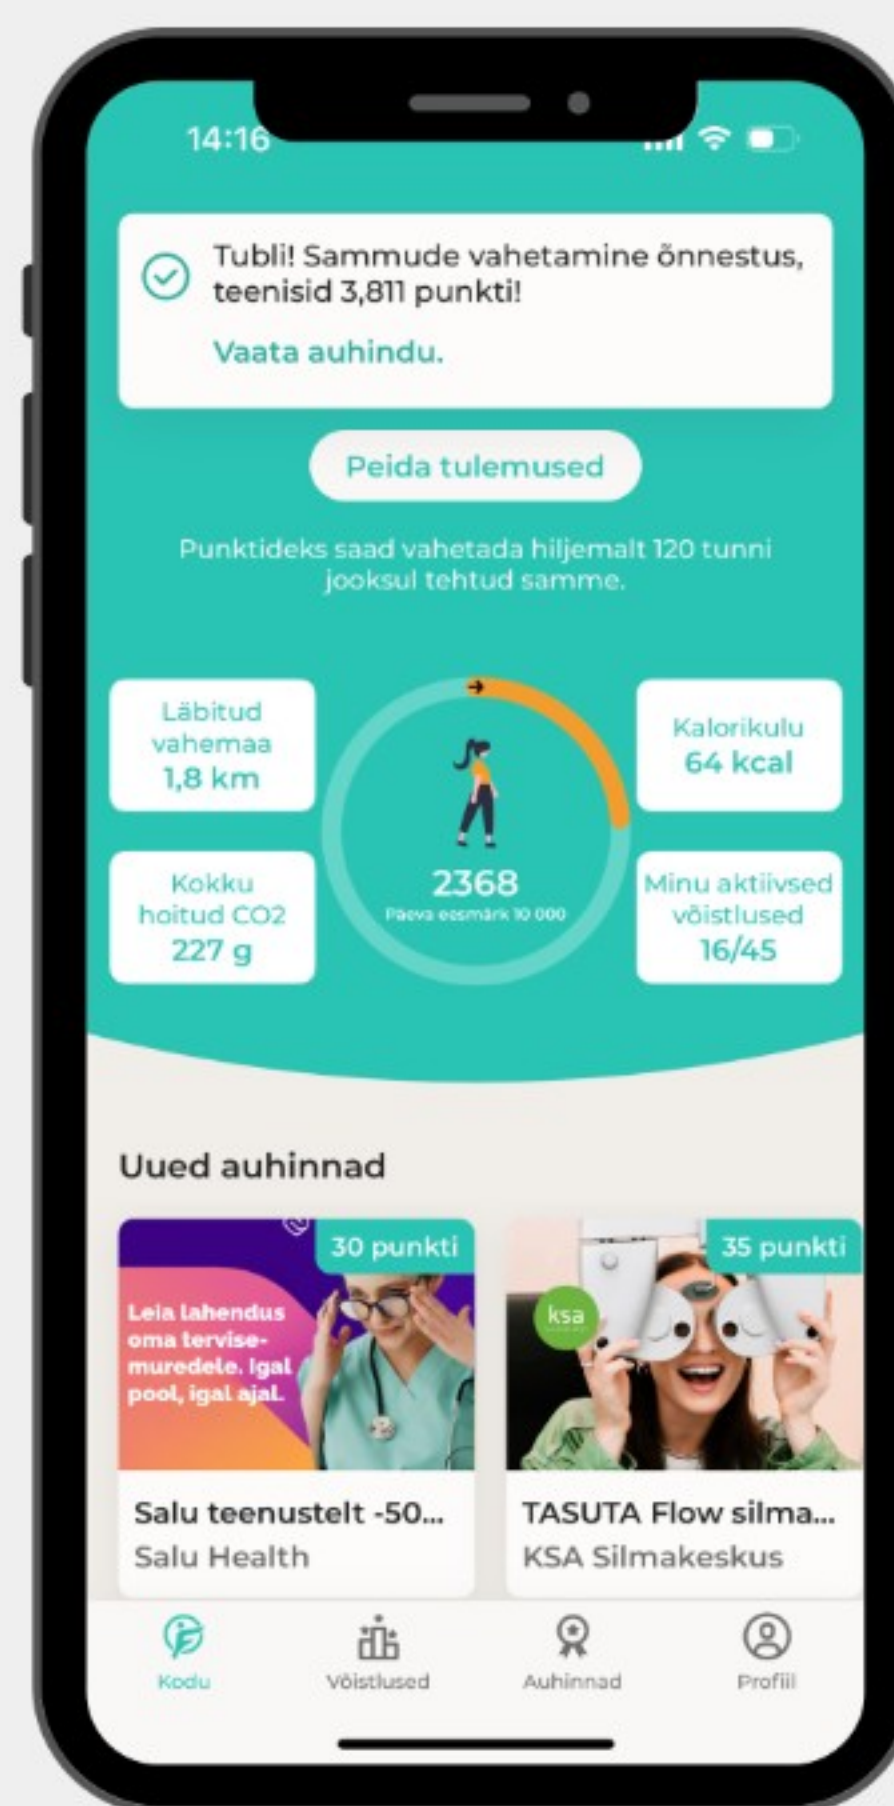 14:16
Tubli! Sammude vahetamine õnnestus,
teenisid 3,811 punkti!
Vaata auhindu.
Peida tulemused
Punktideks saad vahetada hiljemalt 120 tunni
jooksul tehtud samme.
Läbitud
vahemaa
1,8 km
Kalorikulu
64 kcal
2368
Päeva eesmärk 10 000
Kokku
hoitud CO2
227 g
Minu aktiivsed
võistlused
16/45
Uued auhinnad
30 punkti
Leia lahendus
oma tervise-
muredele. Igal
pool, igal ajal.
Salu teenustelt -50...
Salu Health
35 punkti
ksa
TASUTA Flow silma...
KSA Silmakeskus
Kodu
Võistlused
Auhinnad
Profiil